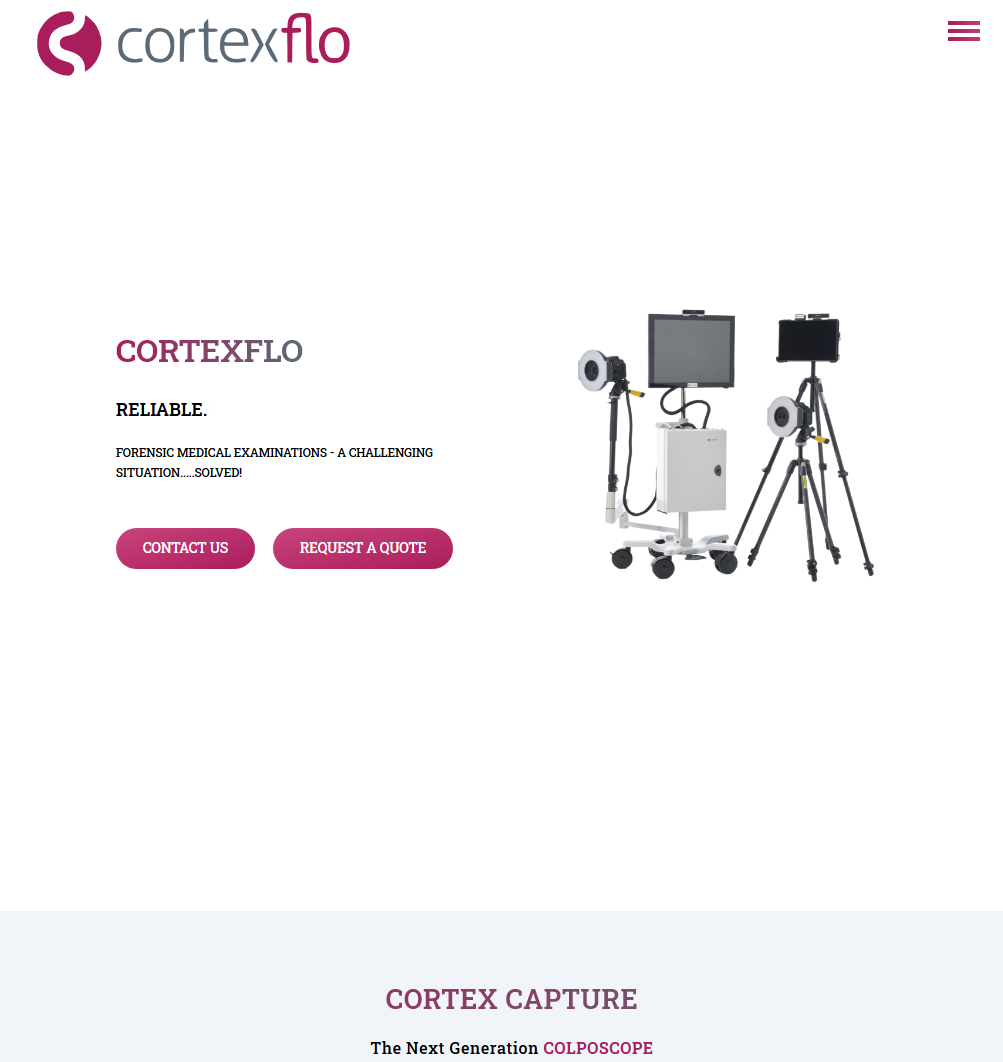 cortexflo
CORTEXFLO
RELIABLE.
FORENSIC MEDICAL EXAMINATIONS - A CHALLENGING
SITUATION.....SOLVED!
CONTACT US
REQUEST A QUOTE
CORTEX CAPTURE
The Next Generation COLPOSCOPE